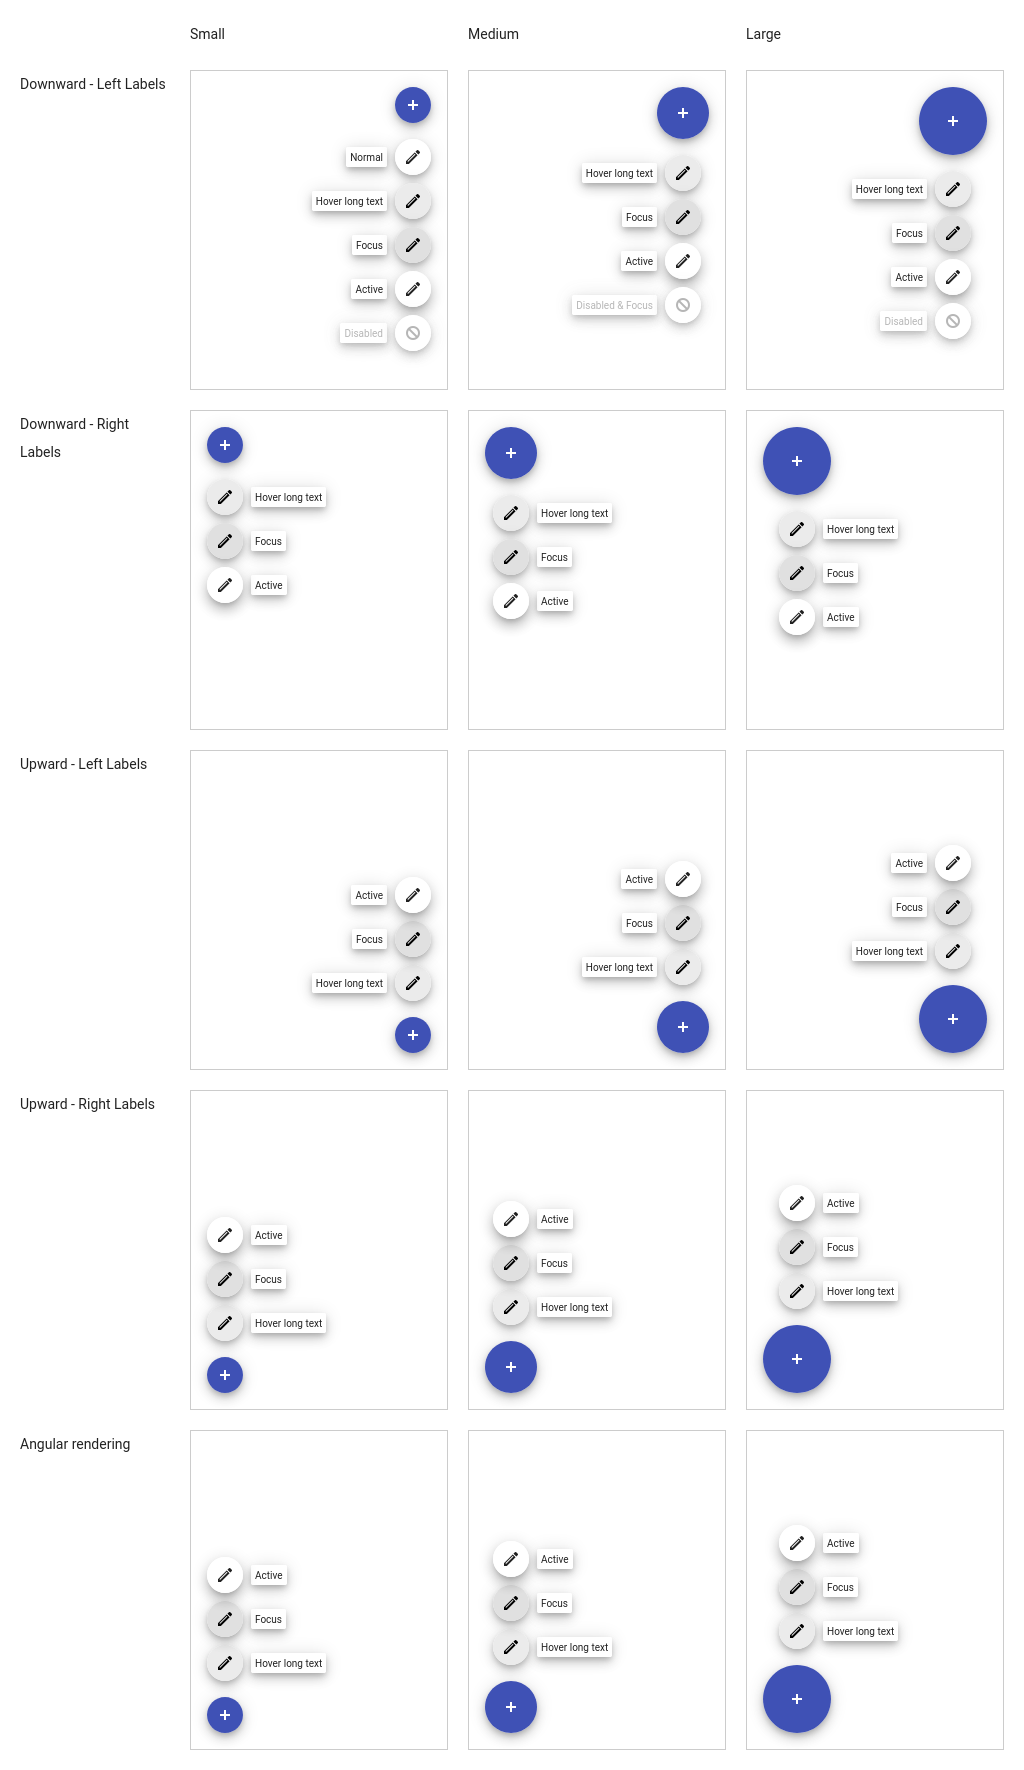 Small
Medium
Large
Downward - Left Labels
Normal
Hover long text
Focus
Active
Disabled
Hover long text
Focus
Active
Disabled & Focus
Hover long text
Focus
Active
Disabled
Downward - Right
Labels
Hover long text
Focus
Active
Hover long text
Focus
Active
Hover long text
Focus
Active
Upward - Left Labels
Active
Focus
Hover long text
Active
Focus
Hover long text
Active
Focus
Hover long text
Upward - Right Labels
Active
Focus
Hover long text
Active
Focus
Hover long text
Active
Focus
Hover long text
Angular rendering
Active
Focus
Hover long text
Active
Focus
Hover long text
Active
Focus
Hover long text